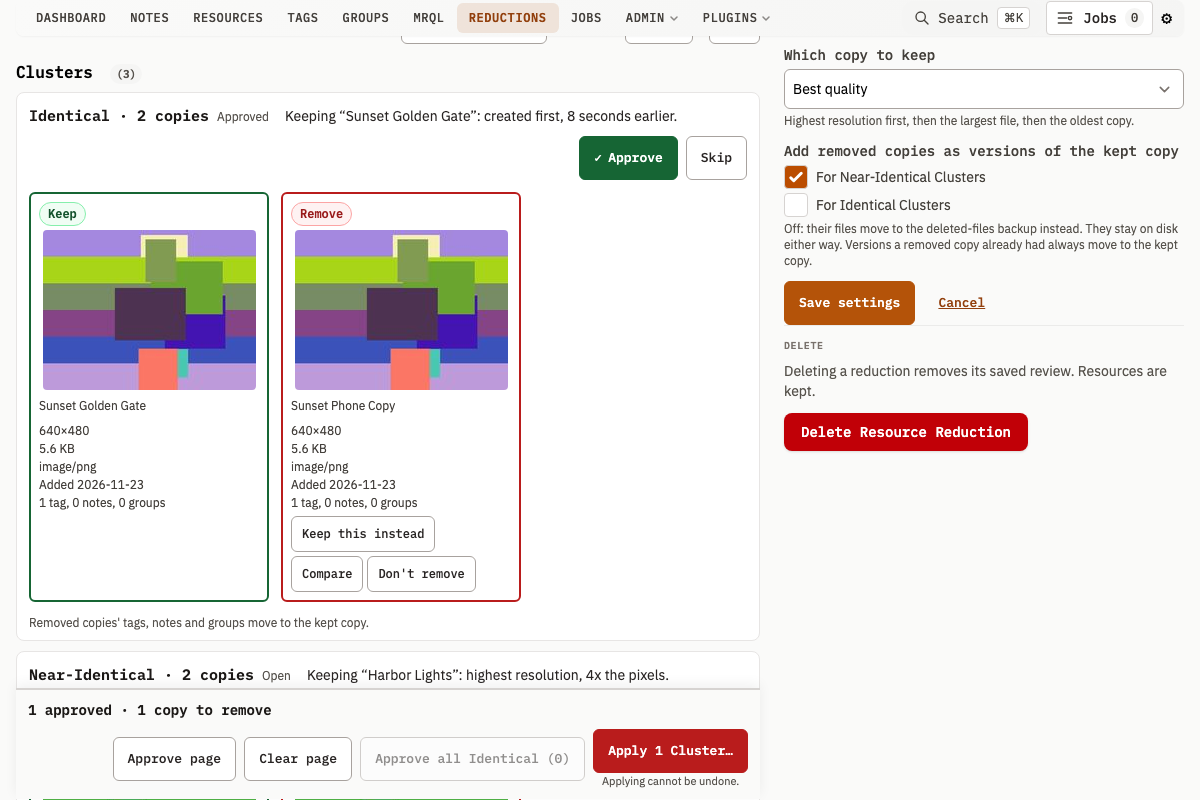 DASHBOARD NOTES RESOURCES TAGS GROUPS MRQL REDUCTIONS JOBS ADMIN PLUGINS Search ⌘K Jobs 0
Clusters (3)
Identical · 2 copies Approved Keeping “Sunset Golden Gate”: created first, 8 seconds earlier.
✓ Approve Skip
Keep
Sunset Golden Gate
640×480
5.6 KB
image/png
Added 2026-11-23
1 tag, 0 notes, 0 groups
Remove
Sunset Phone Copy
640×480
5.6 KB
image/png
Added 2026-11-23
1 tag, 0 notes, 0 groups
Keep this instead
Compare Don't remove
Removed copies' tags, notes and groups move to the kept copy.
Near-Identical · 2 copies Open Keeping “Harbor Lights”: highest resolution, 4x the pixels.
1 approved · 1 copy to remove
Approve page Clear page Approve all Identical (0) Apply 1 Cluster…
Applying cannot be undone.
Which copy to keep
Best quality
Highest resolution first, then the largest file, then the oldest copy.
Add removed copies as versions of the kept copy
For Near-Identical Clusters
For Identical Clusters
Off: their files move to the deleted-files backup instead. They stay on disk
either way. Versions a removed copy already had always move to the kept
copy.
Save settings Cancel
DELETE
Deleting a reduction removes its saved review. Resources are
kept.
Delete Resource Reduction